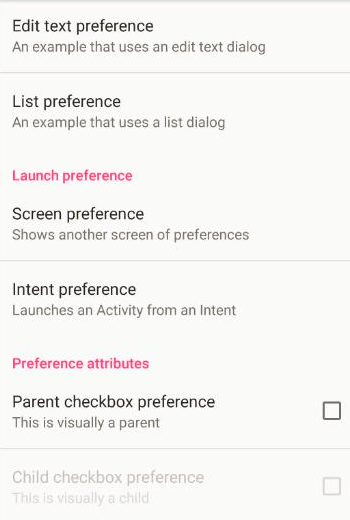 Edit text preference
An example that uses an edit text dialog
List preference
An example that uses a list dialog
Launch preference
Screen preference
Shows another screen of preferences
Intent preference
Launches an Activity from an Intent
Preference attributes
Parent checkbox preference
This is visually a parent
Child checkbox preference
This is visually a child